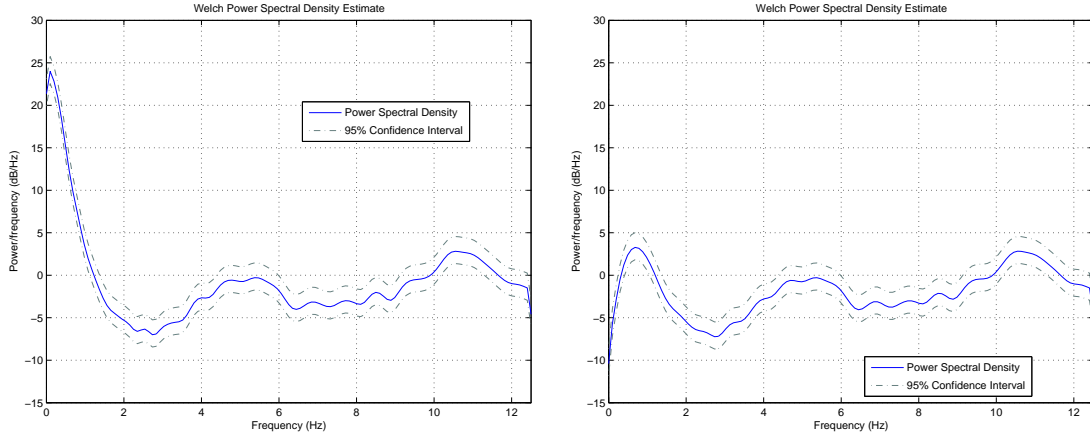 Welch Power Spectral Density Estimate
30
25
20
15
10
5
0
−5
−10
−15
Power/frequency (dB/Hz)
Power Spectral Density
95% Confidence Interval
0 2 4 6 8 10 12
Frequency (Hz)
Welch Power Spectral Density Estimate
30
25
20
15
10
5
0
−5
−10
−15
Power/frequency (dB/Hz)
Power Spectral Density
95% Confidence Interval
0 2 4 6 8 10 12
Frequency (Hz)